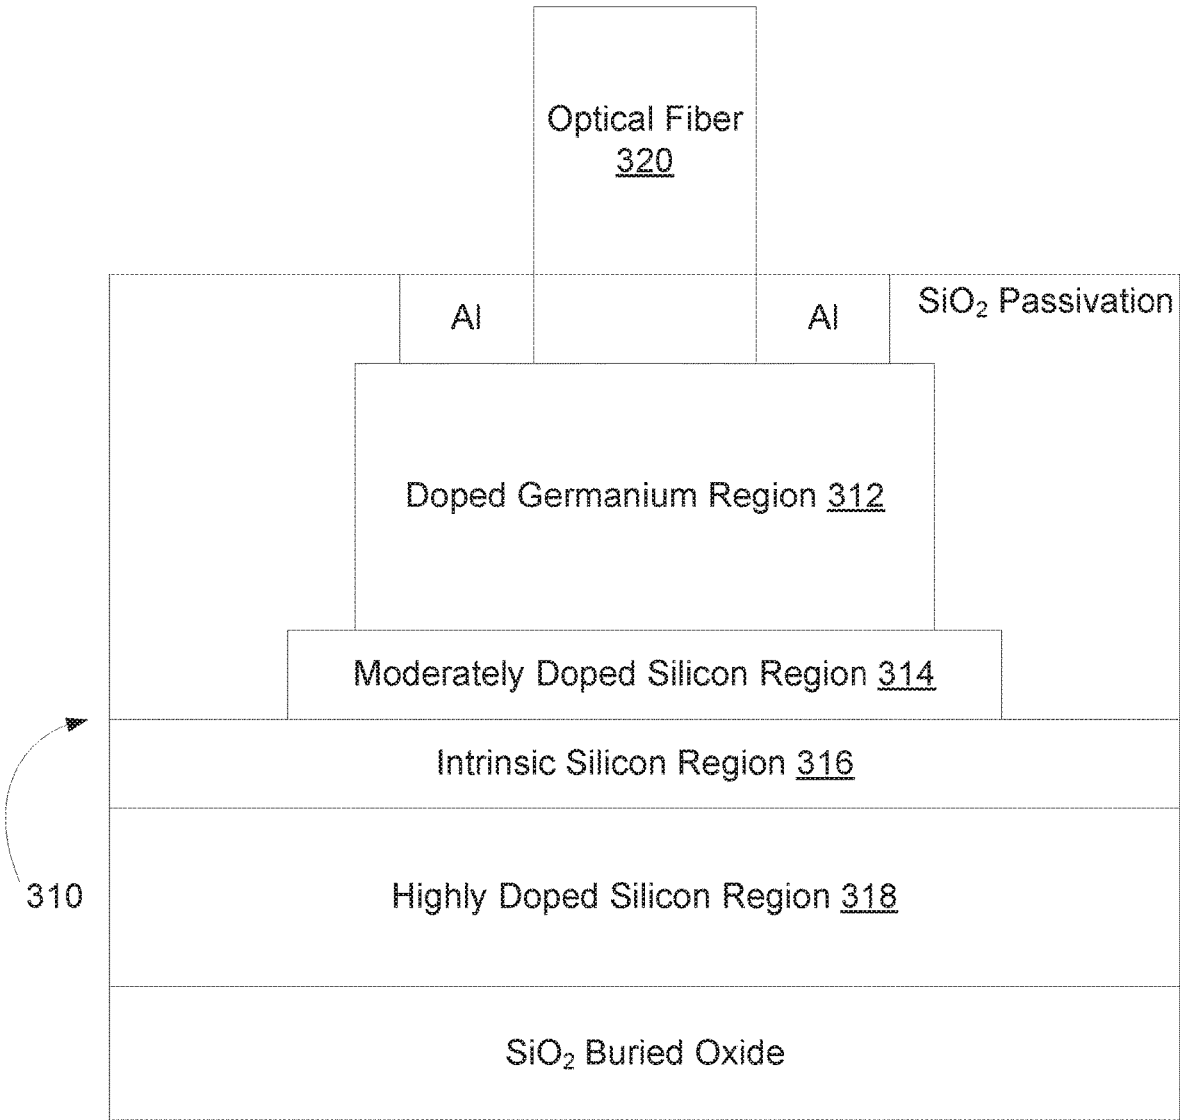 Optical Fiber
320
Al
Al
SiO₂ Passivation
Doped Germanium Region 312
Moderately Doped Silicon Region 314
Intrinsic Silicon Region 316
310
Highly Doped Silicon Region 318
SiO₂ Buried Oxide